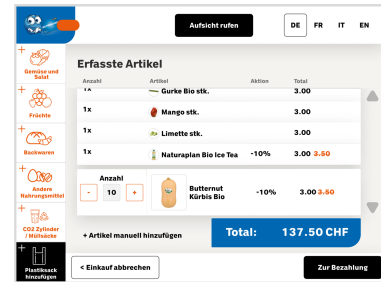 Aufsicht rufen
DE FR IT EN
Erfasste Artikel
Anzahl Artikel Aktion Total
1x Gurke Bio stk. 3.00
1x Mango stk. 3.00
1x Limette stk. 3.00
1x Naturaplan Bio Ice Tea -10% 3.00 3.50
Anzahl
- 10 + Butternut Kürbis Bio -10% 3.00 3.50
+ Artikel manuell hinzufügen
Total: 137.50 CHF
< Einkauf abbrechen
Zur Bezahlung
+
Gemüse und
Salat
+
Früchte
+
Backwaren
+
Andere
Nahrungsmittel
+
CO2 Zylinder
/ Müllsäcke
+
Plastiksack
hinzufügen